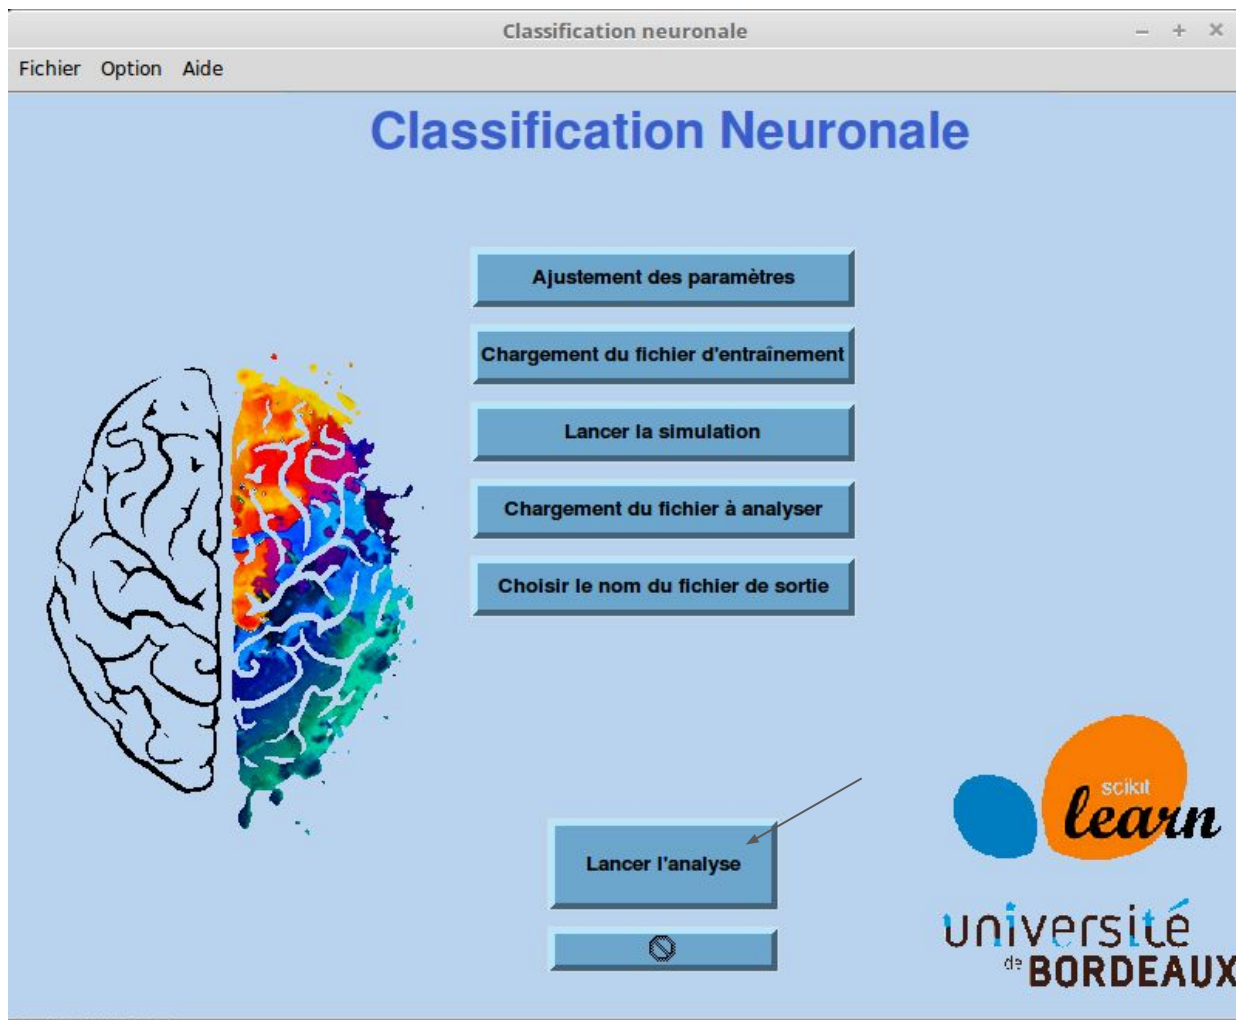 Classification neuronale
Fichier Option Aide
Classification Neuronale
Ajustement des paramètres
Chargement du fichier d'entraînement
Lancer la simulation
Chargement du fichier à analyser
Choisir le nom du fichier de sortie
Lancer l'analyse
scikit
learn
université
de BORDEAUX